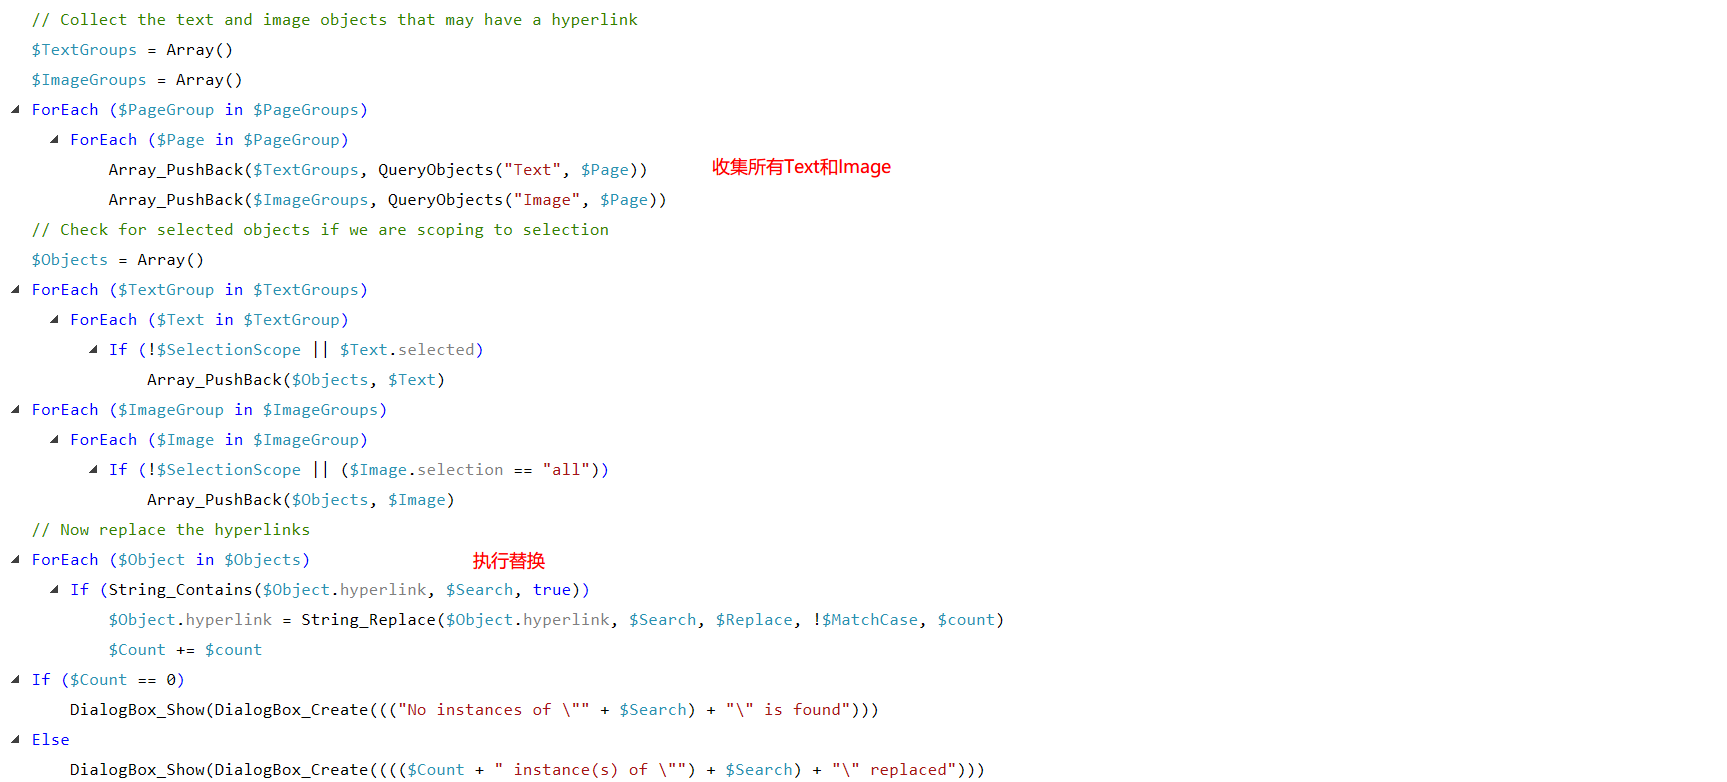 // Collect the text and image objects that may have a hyperlink
$TextGroups = Array()
$ImageGroups = Array()
ForEach ($PageGroup in $PageGroups)
ForEach ($Page in $PageGroup)
Array_PushBack($TextGroups, QueryObjects("Text", $Page)) 收集所有Text和Image
Array_PushBack($ImageGroups, QueryObjects("Image", $Page))
// Check for selected objects if we are scoping to selection
$Objects = Array()
ForEach ($TextGroup in $TextGroups)
ForEach ($Text in $TextGroup)
If (!$SelectionScope || $Text.selected)
Array_PushBack($Objects, $Text)
ForEach ($ImageGroup in $ImageGroups)
ForEach ($Image in $ImageGroup)
If (!$SelectionScope || ($Image.selection == "all"))
Array_PushBack($Objects, $Image)
// Now replace the hyperlinks
ForEach ($Object in $Objects) 执行替换
If (String_Contains($Object.hyperlink, $Search, true))
$Object.hyperlink = String_Replace($Object.hyperlink, $Search, $Replace, !$MatchCase, $count)
$Count += $count
If ($Count == 0)
DialogBox_Show(DialogBox_Create((("No instances of \"" + $Search) + "\" is found")))
Else
DialogBox_Show(DialogBox_Create(((($Count + " instance(s) of \"") + $Search) + "\" replaced")))